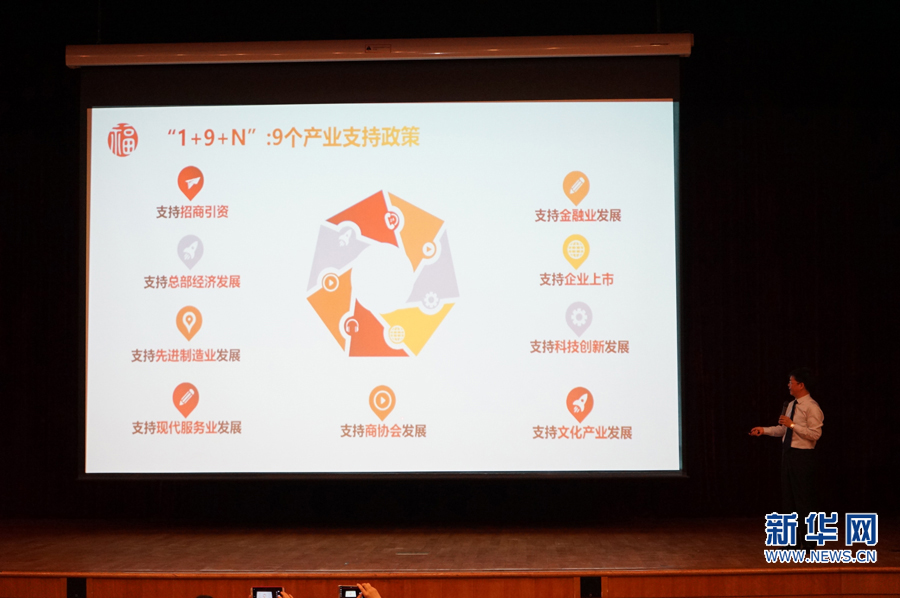 福
“1+9+N”:9个产业支持政策
支持招商引资
支持总部经济发展
支持先进制造业发展
支持现代服务业发展
支持商协会发展
支持金融业发展
支持企业上市
支持科技创新发展
支持文化产业发展
新华网
WWW.NEWS.CN